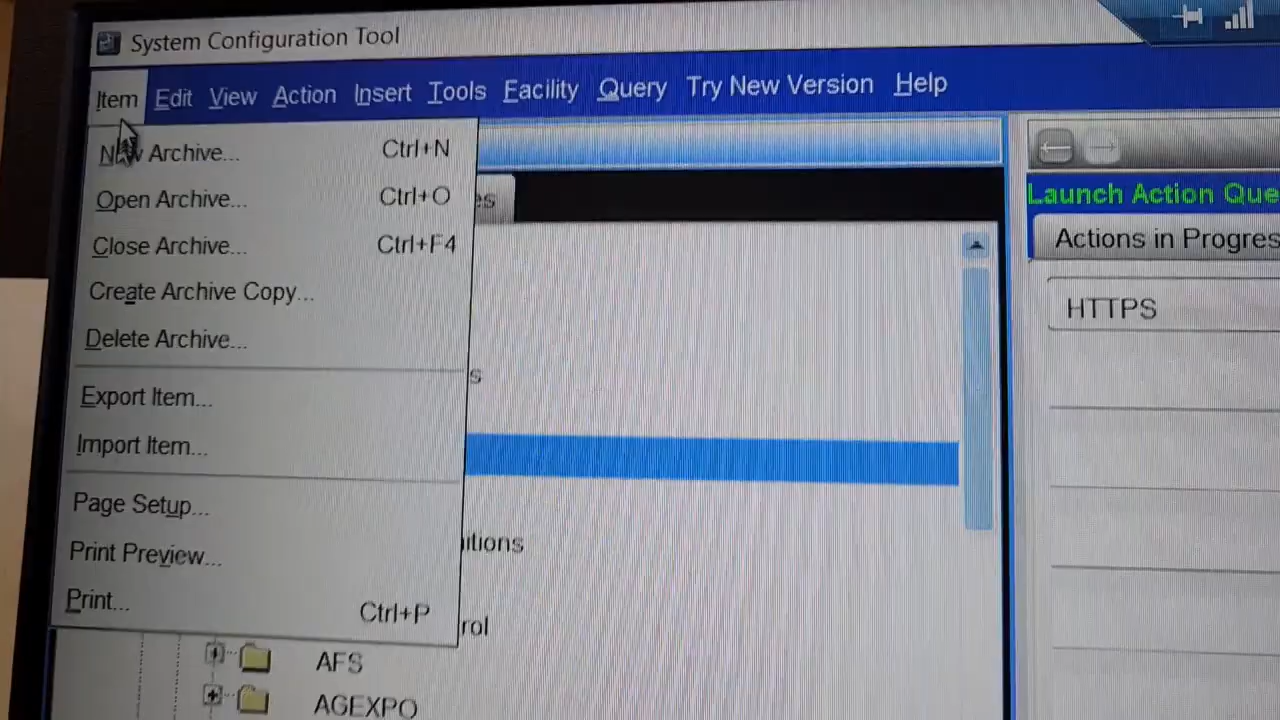 System Configuration Tool
Item Edit View Action Insert Tools Facility Query Try New Version Help
New Archive... Ctrl+N
Open Archive... Ctrl+O
Close Archive... Ctrl+F4
Create Archive Copy...
Delete Archive...
Export Item...
Import Item...
Page Setup...
Print Preview...
Print... Ctrl+P
AFS
AGEXPO
Launch Action Que
Actions in Progres
HTTPS